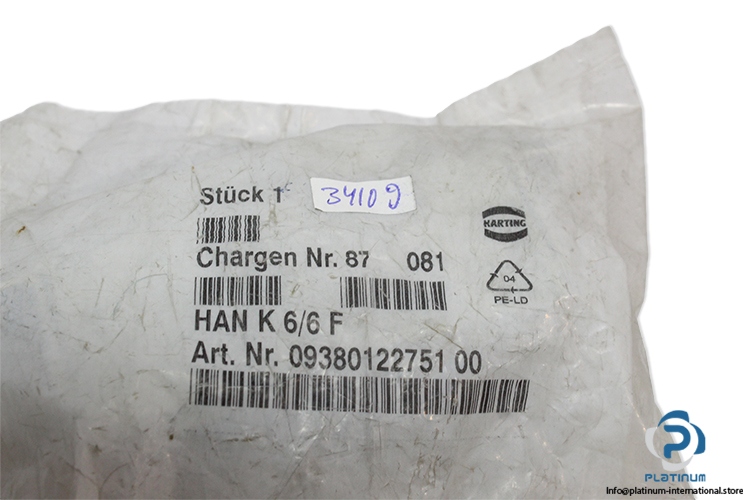 Stück 1
34109
HARTING
Chargen Nr. 87 081
04
PE-LD
HAN K 6/6 F
Art. Nr. 09380122751 00
PLATINUM
Info@platinum-international.store